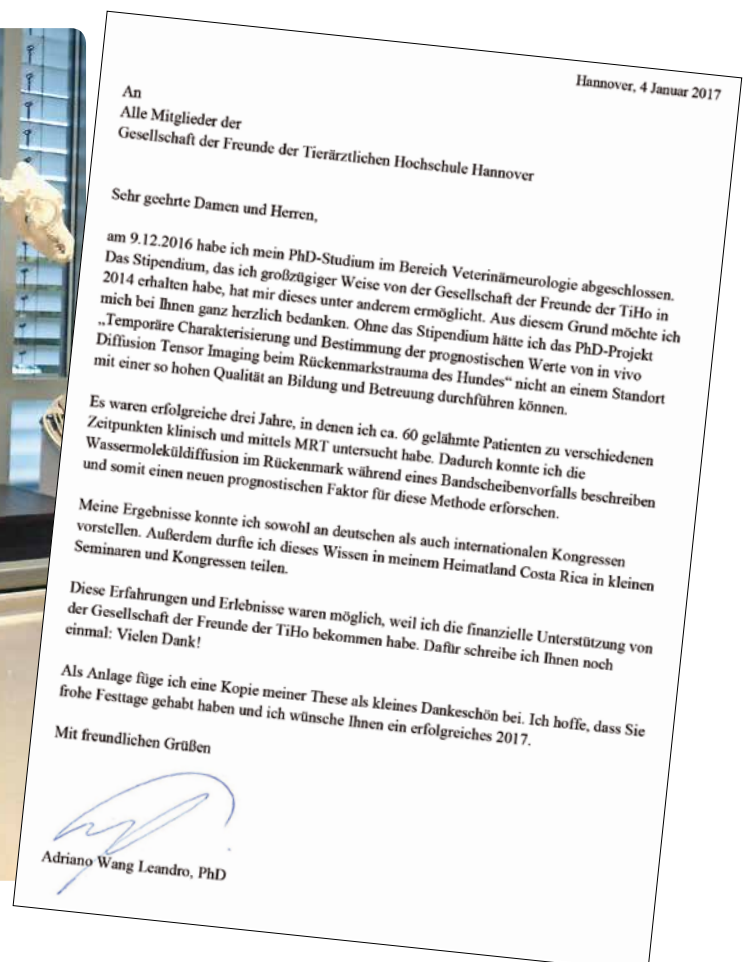 Hannover, 4 Januar 2017
An
Alle Mitglieder der
Gesellschaft der Freunde der Tierärztlichen Hochschule Hannover
Sehr geehrte Damen und Herren,
am 9.12.2016 habe ich mein PhD-Studium im Bereich Veterinärneurologie abgeschlossen.
Das Stipendium, das ich großzügiger Weise von der Gesellschaft der Freunde der TiHo in
2014 erhalten habe, hat mir dieses unter anderem ermöglicht. Aus diesem Grund möchte ich
mich bei Ihnen ganz herzlich bedanken. Ohne das Stipendium hätte ich das PhD-Projekt
„Temporäre Charakterisierung und Bestimmung der prognostischen Werte von in vivo
Diffusion Tensor Imaging beim Rückenmarkstrauma des Hundes“ nicht an einem Standort
mit einer so hohen Qualität an Bildung und Betreuung durchführen können.
Es waren erfolgreiche drei Jahre, in denen ich ca. 60 gelähmte Patienten zu verschiedenen
Zeitpunkten klinisch und mittels MRT untersucht habe. Dadurch konnte ich die
Wassermoleküldiffusion im Rückenmark während eines Bandscheibenvorfalls beschreiben
und somit einen neuen prognostischen Faktor für diese Methode erforschen.
Meine Ergebnisse konnte ich sowohl an deutschen als auch internationalen Kongressen
vorstellen. Außerdem durfte ich dieses Wissen in meinem Heimatland Costa Rica in kleinen
Seminaren und Kongressen teilen.
Diese Erfahrungen und Erlebnisse waren möglich, weil ich die finanzielle Unterstützung von
der Gesellschaft der Freunde der TiHo bekommen habe. Dafür schreibe ich Ihnen noch
einmal: Vielen Dank!
Als Anlage füge ich eine Kopie meiner These als kleines Dankeschön bei. Ich hoffe, dass Sie
frohe Festtage gehabt haben und ich wünsche Ihnen ein erfolgreiches 2017.
Mit freundlichen Grüßen
Adriano Wang Leandro, PhD